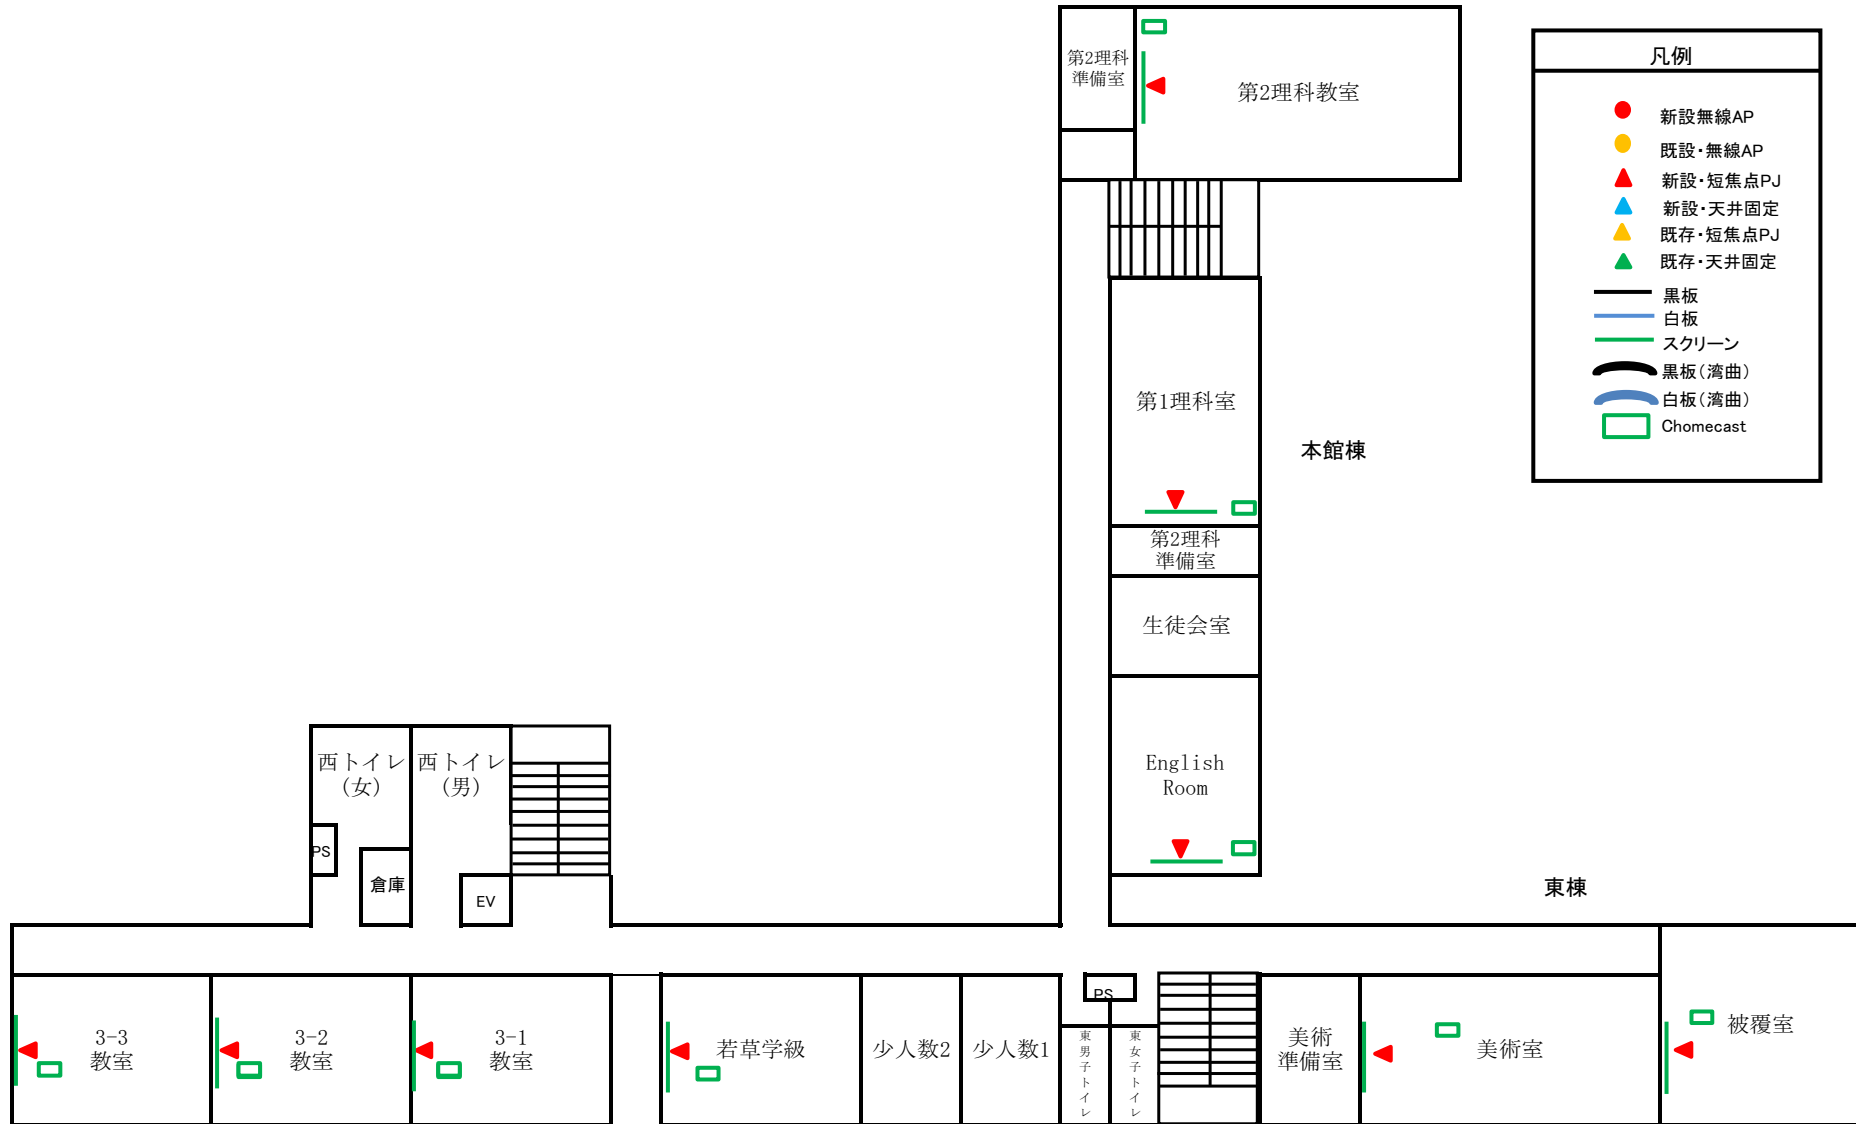 第2理科
準備室
第2理科教室
凡例
新設無線AP
既設・無線AP
新設・短焦点PJ
新設・天井固定
既存・短焦点PJ
既存・天井固定
黒板
白板
スクリーン
黒板(湾曲)
白板(湾曲)
Chomecast
第1理科室
本館棟
第2理科
準備室
生徒会室
English
Room
西トイレ
(女)
西トイレ
(男)
PS
倉庫
EV
東棟
3-3
教室
3-2
教室
3-1
教室
若草学級
少人数2
少人数1
PS
東男子トイレ
東女子トイレ
美術
準備室
美術室
被覆室